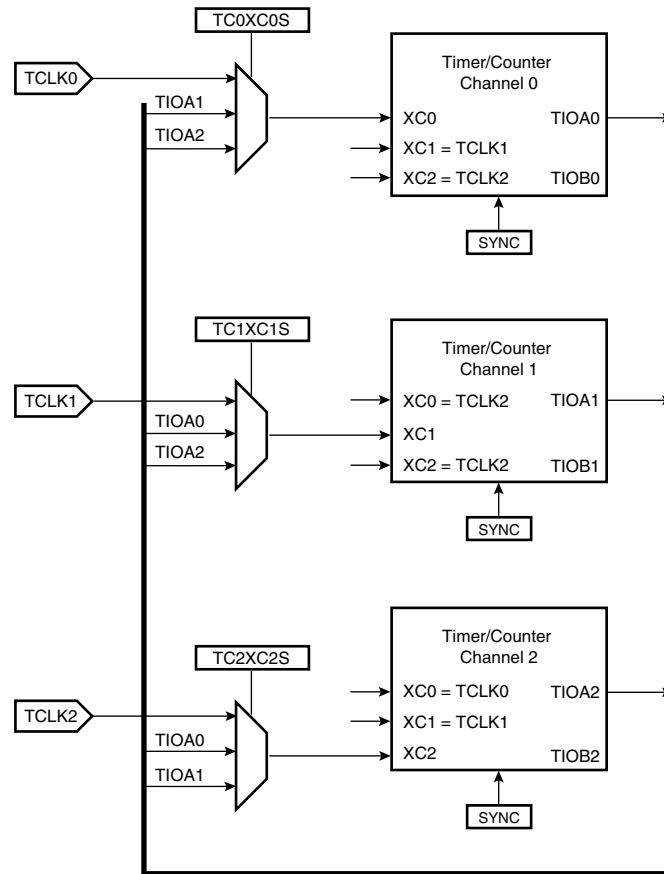 TC0XC0S
TCLK0
TIOA1
TIOA2
Timer/Counter
Channel 0
XC0
TIOA0
XC1 = TCLK1
XC2 = TCLK2
TIOB0
SYNC
TC1XC1S
TCLK1
TIOA0
TIOA2
Timer/Counter
Channel 1
XC0 = TCLK2
TIOA1
XC1
XC2 = TCLK2
TIOB1
SYNC
TC2XC2S
TCLK2
TIOA0
TIOA1
Timer/Counter
Channel 2
XC0 = TCLK0
TIOA2
XC1 = TCLK1
XC2
TIOB2
SYNC